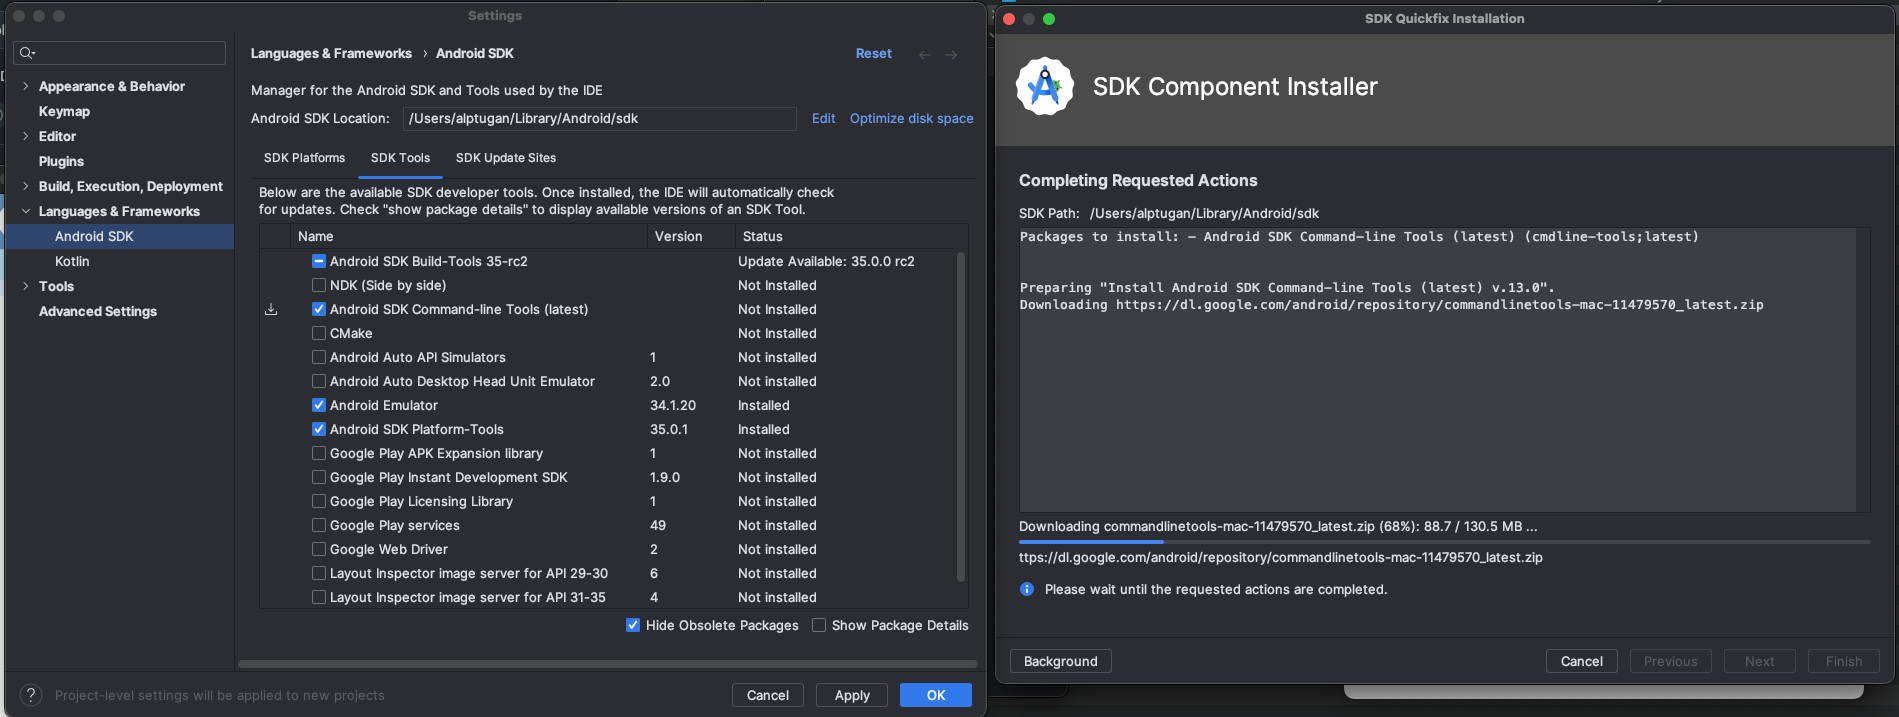 Settings
Appearance & Behavior
Keymap
Editor
Plugins
Build, Execution, Deployment
Languages & Frameworks
Android SDK
Kotlin
Tools
Advanced Settings
Languages & Frameworks › Android SDK
Reset
Manager for the Android SDK and Tools used by the IDE
Android SDK Location: /Users/alptugan/Library/Android/sdk Edit Optimize disk space
SDK Platforms SDK Tools SDK Update Sites
Below are the available SDK developer tools. Once installed, the IDE will automatically check
for updates. Check "show package details" to display available versions of an SDK Tool.
Name Version Status
Android SDK Build-Tools 35-rc2 Update Available: 35.0.0 rc2
NDK (Side by side) Not Installed
Android SDK Command-line Tools (latest) Not Installed
CMake Not Installed
Android Auto API Simulators 1 Not installed
Android Auto Desktop Head Unit Emulator 2.0 Not installed
Android Emulator 34.1.20 Installed
Android SDK Platform-Tools 35.0.1 Installed
Google Play APK Expansion library 1 Not installed
Google Play Instant Development SDK 1.9.0 Not installed
Google Play Licensing Library 1 Not installed
Google Play services 49 Not installed
Google Web Driver 2 Not installed
Layout Inspector image server for API 29-30 6 Not installed
Layout Inspector image server for API 31-35 4 Not installed
Hide Obsolete Packages Show Package Details
? Project-level settings will be applied to new projects
Cancel Apply OK
SDK Quickfix Installation
SDK Component Installer
Completing Requested Actions
SDK Path: /Users/alptugan/Library/Android/sdk
Packages to install: - Android SDK Command-line Tools (latest) (cmdline-tools;latest)
Preparing "Install Android SDK Command-line Tools (latest) v.13.0".
Downloading https://dl.google.com/android/repository/commandlinetools-mac-11479570_latest.zip
Downloading commandlinetools-mac-11479570_latest.zip (68%): 88.7 / 130.5 MB ...
ttps://dl.google.com/android/repository/commandlinetools-mac-11479570_latest.zip
Please wait until the requested actions are completed.
Background Cancel Previous Next Finish